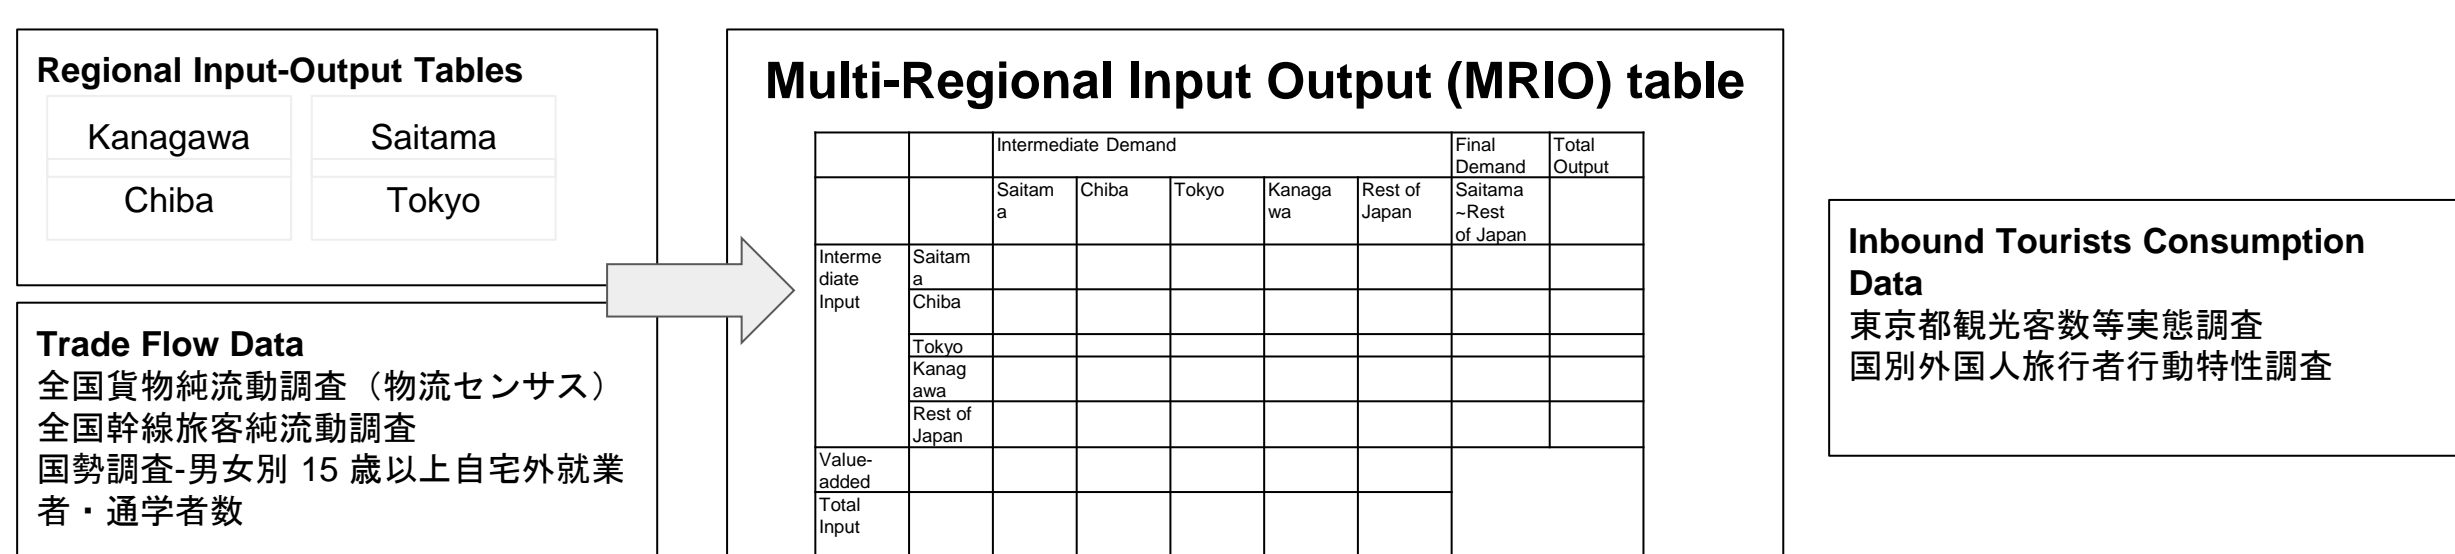 Regional Input-Output Tables
Kanagawa
Saitama
Chiba
Tokyo
Trade Flow Data
全国貨物純流動調査（物流センサス）
全国幹線旅客純流動調査
国勢調査-男女別 15 歳以上自宅外就業
者・通学者数
Multi-Regional Input Output (MRIO) table
Intermediate Demand
Final
Demand
Total
Output
Saitam
a
Chiba
Tokyo
Kanaga
wa
Rest of
Japan
Saitama
~Rest
of Japan
Interme
diate
Input
Saitam
a
Chiba
Tokyo
Kanag
awa
Rest of
Japan
Value-
added
Total
Input
Inbound Tourists Consumption
Data
東京都観光客数等実態調査
国別外国人旅行者行動特性調査